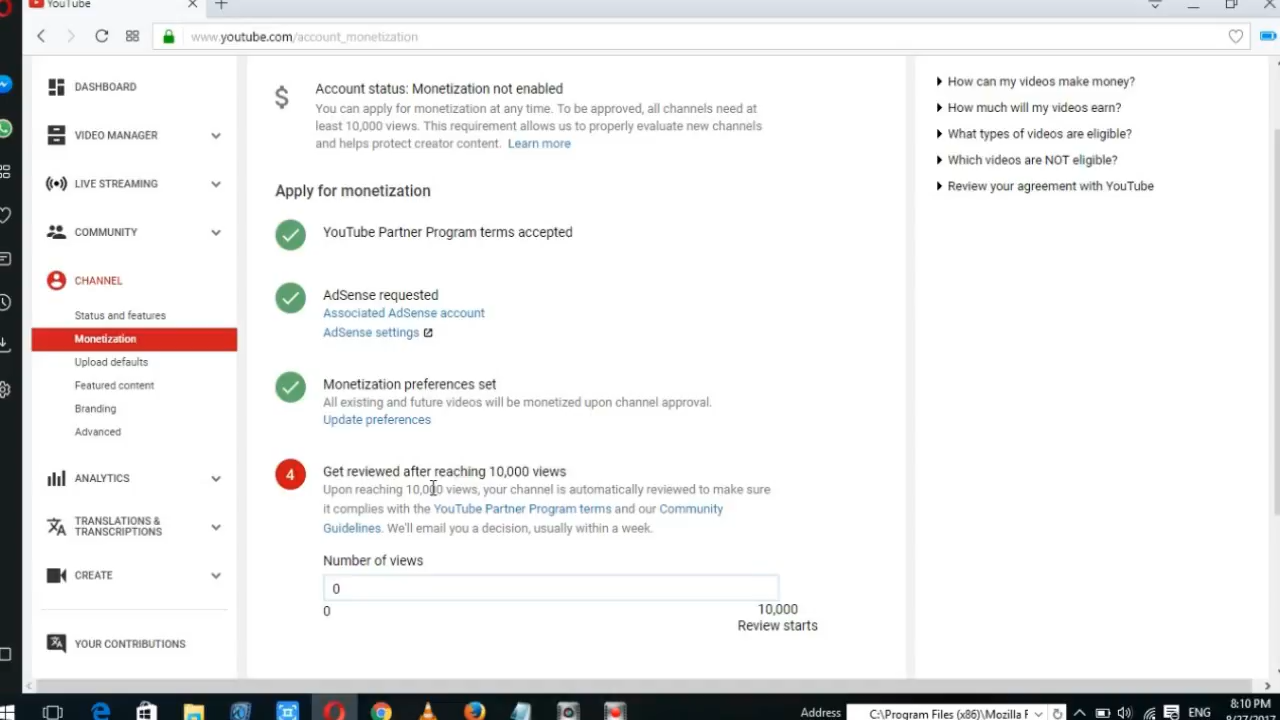 YouTube
www.youtube.com/account_monetization
DASHBOARD
VIDEO MANAGER
LIVE STREAMING
COMMUNITY
CHANNEL
Status and features
Monetization
Upload defaults
Featured content
Branding
Advanced
ANALYTICS
TRANSLATIONS &
TRANSCRIPTIONS
CREATE
YOUR CONTRIBUTIONS
$
Account status: Monetization not enabled
You can apply for monetization at any time. To be approved, all channels need at
least 10,000 views. This requirement allows us to properly evaluate new channels
and helps protect creator content. Learn more
Apply for monetization
YouTube Partner Program terms accepted
AdSense requested
Associated AdSense account
AdSense settings
Monetization preferences set
All existing and future videos will be monetized upon channel approval.
Update preferences
4
Get reviewed after reaching 10,000 views
Upon reaching 10,000 views, your channel is automatically reviewed to make sure
it complies with the YouTube Partner Program terms and our Community
Guidelines. We'll email you a decision, usually within a week.
Number of views
0
0
10,000
Review starts
How can my videos make money?
How much will my videos earn?
What types of videos are eligible?
Which videos are NOT eligible?
Review your agreement with YouTube
Address
C:\Program Files (x86)\Mozilla F
ENG
8:10 PM